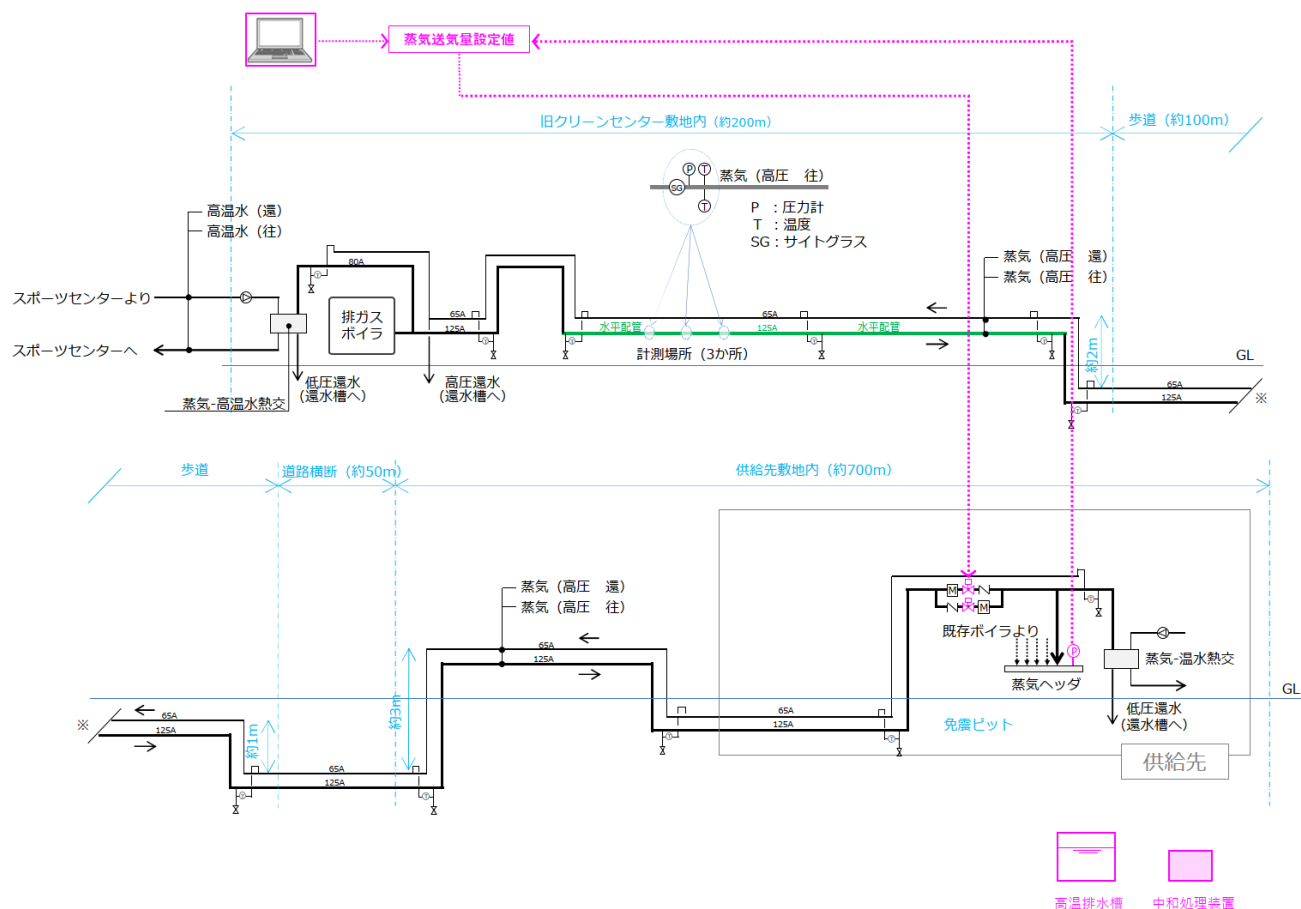 蒸気送気量設定値
旧クリーンセンター敷地内（約200m）
歩道（約100m）
P
T
SG
T
蒸気（高圧　往）
P ：圧力計
T ：温度
SG：サイトグラス
高温水（還）
高温水（往）
80A
T
蒸気（高圧　還）
蒸気（高圧　往）
スポーツセンターより
排ガス
ボイラ
65A
125A
T
水平配管
65A
125A
水平配管
T
T
T
スポーツセンターへ
計測場所（3か所）
約2m
GL
低圧還水
（還水槽へ）
高圧還水
（還水槽へ）
蒸気-高温水熱交
65A
125A
※
T
歩道
道路横断（約50m）
供給先敷地内（約700m）
蒸気（高圧　還）
蒸気（高圧　往）
M
M
T
既存ボイラより
P
65A
125A
蒸気-温水熱交
蒸気ヘッダ
GL
※
65A
125A
約1m
約3m
65A
125A
T
T
免震ピット
低圧還水
（還水槽へ）
65A
125A
T
T
供給先
高温排水槽
中和処理装置